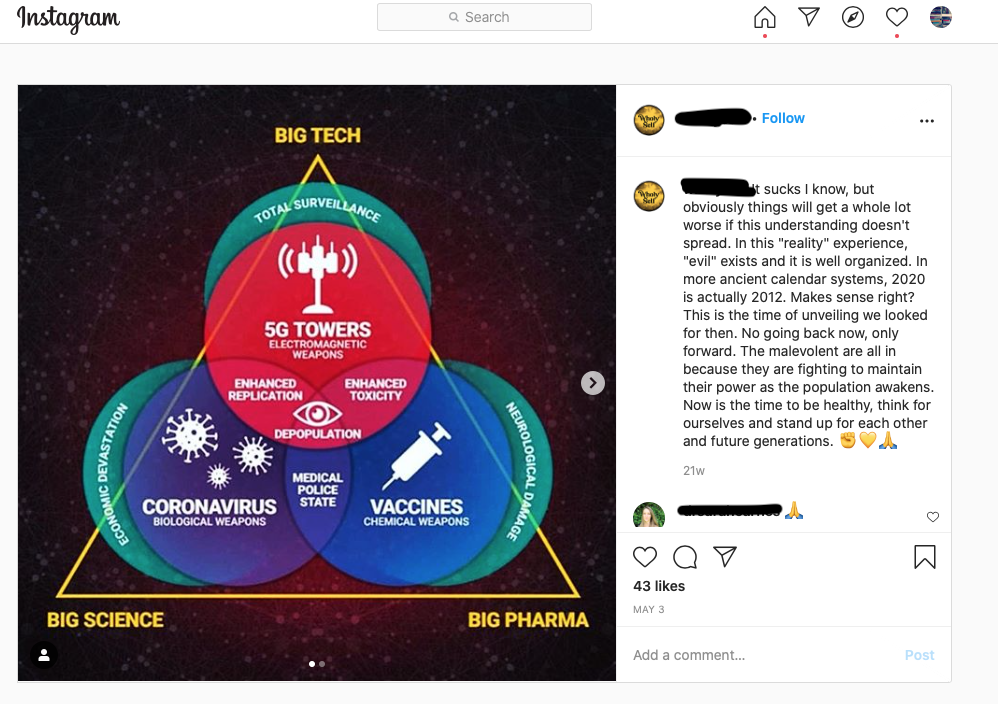 Instagram
Search
BIG TECH
TOTAL SURVEILLANCE
5G TOWERS
ELECTROMAGNETIC
WEAPONS
ENHANCED
REPLICATION
ENHANCED
TOXICITY
DEPOPULATION
ECONOMIC DEVASTATION
NEUROLOGICAL DAMAGE
MEDICAL
POLICE
STATE
CORONAVIRUS
BIOLOGICAL WEAPONS
VACCINES
CHEMICAL WEAPONS
BIG SCIENCE
BIG PHARMA
Wholy
Self
• Follow
...
Wholy
Self
It sucks I know, but
obviously things will get a whole lot
worse if this understanding doesn't
spread. In this "reality" experience,
"evil" exists and it is well organized. In
more ancient calendar systems, 2020
is actually 2012. Makes sense right?
This is the time of unveiling we looked
for then. No going back now, only
forward. The malevolent are all in
because they are fighting to maintain
their power as the population awakens.
Now is the time to be healthy, think for
ourselves and stand up for each other
and future generations. ✊💛🙏
21w
🙏
43 likes
MAY 3
Add a comment...
Post